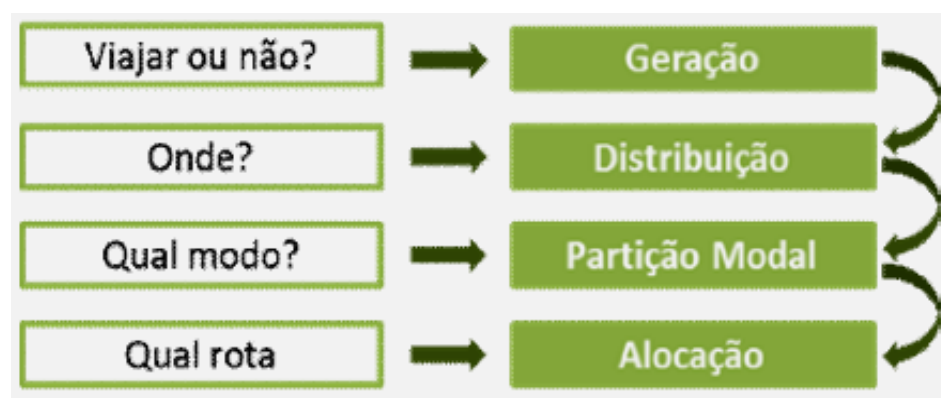 Viajar ou não?
Geração
Onde?
Distribuição
Qual modo?
Partição Modal
Qual rota
Alocação